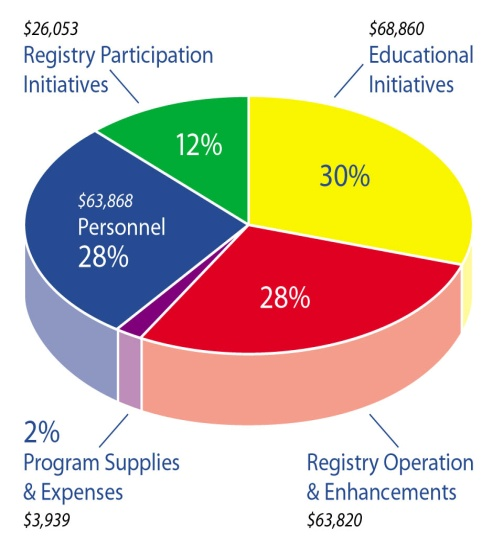 $26,053
Registry Participation
Initiatives
$68,860
Educational
Initiatives
12%
30%
$63,868
Personnel
28%
28%
2%
Program Supplies
& Expenses
$3,939
Registry Operation
& Enhancements
$63,820